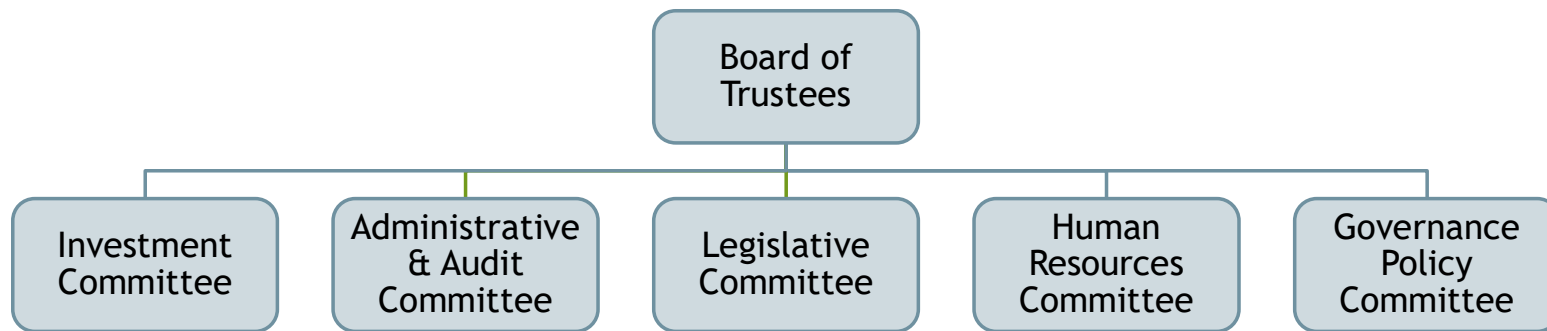 Board of
Trustees
Investment
Committee
Administrative
& Audit
Committee
Legislative
Committee
Human
Resources
Committee
Governance
Policy
Committee